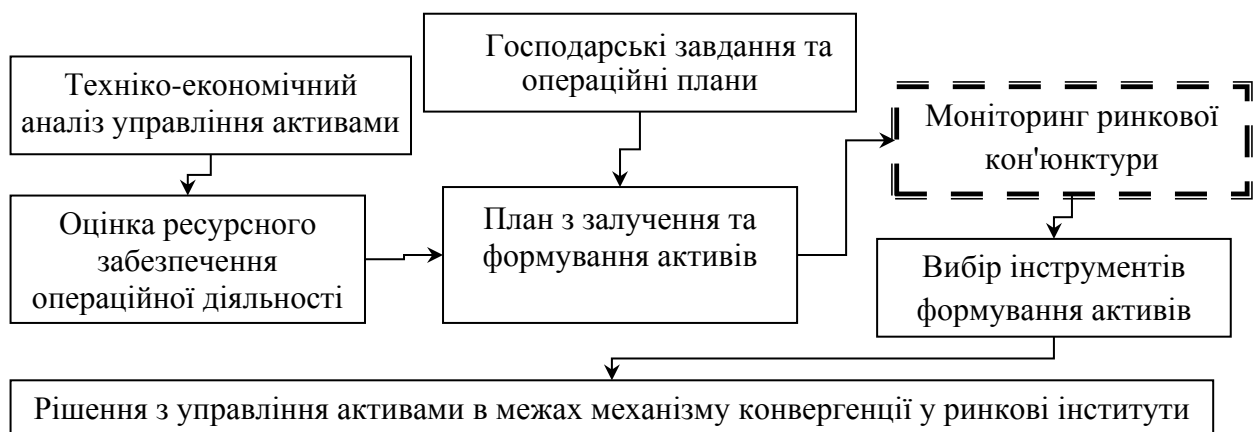 Техніко-економічний
аналіз управління активами
Господарські завдання та
операційні плани
Моніторинг ринкової
кон'юнктури
Оцінка ресурсного
забезпечення
операційної діяльності
План з залучення та
формування активів
Вибір інструментів
формування активів
Рішення з управління активами в межах механізму конвергенції у ринкові інститути